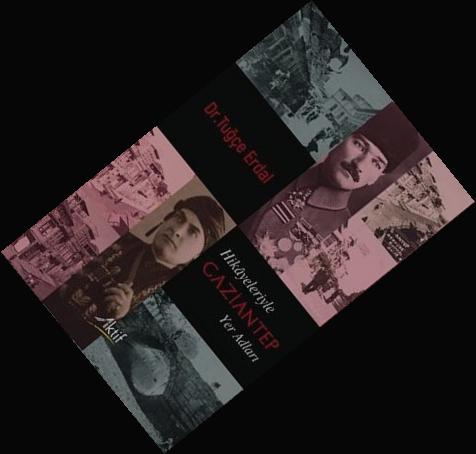 Dr. Tuğçe Erdal
Hikâyeleriyle
GAZİANTEP
Yer Adları
Aktif